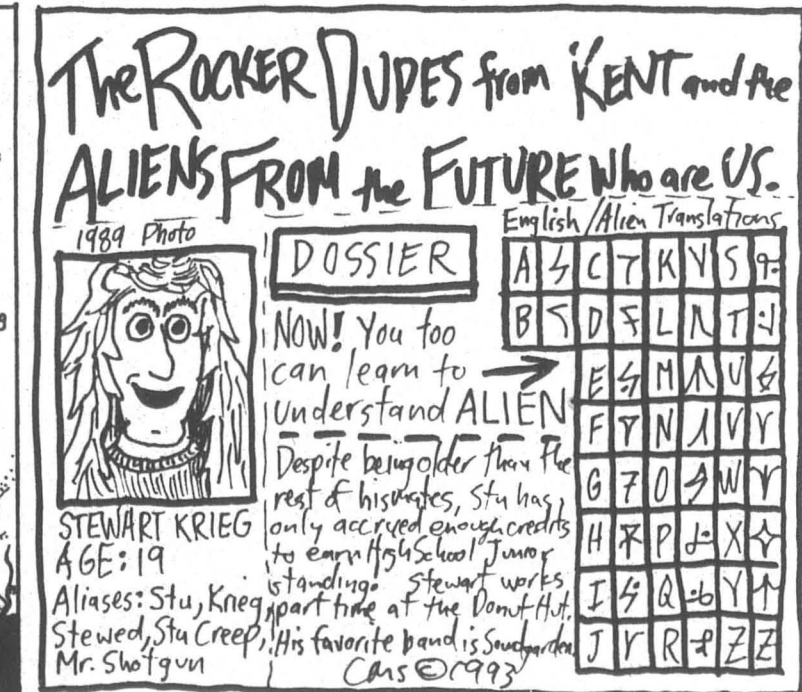 The ROCKER DUDES from KENT and the
ALIENS FROM the FUTURE Who are US.
1989 Photo
STEWART KRIEG
AGE: 19
Aliases: Stu, Krieg,
Stewed, Stu Creep,
Mr. Shotgun
DOSSIER
NOW! You too
can learn to
understand ALIEN
Despite being older than the
rest of his mates, Stu has
only accryed enough credits
to earn High School Junior
standing. Stewart works
part time at the Donut Hut.
His favorite band is Soundgarden.
©1993
English/Alien Translations
A C K S
B D L T
E M U
F N V
G O W
H P X
I Q Y
J R Z